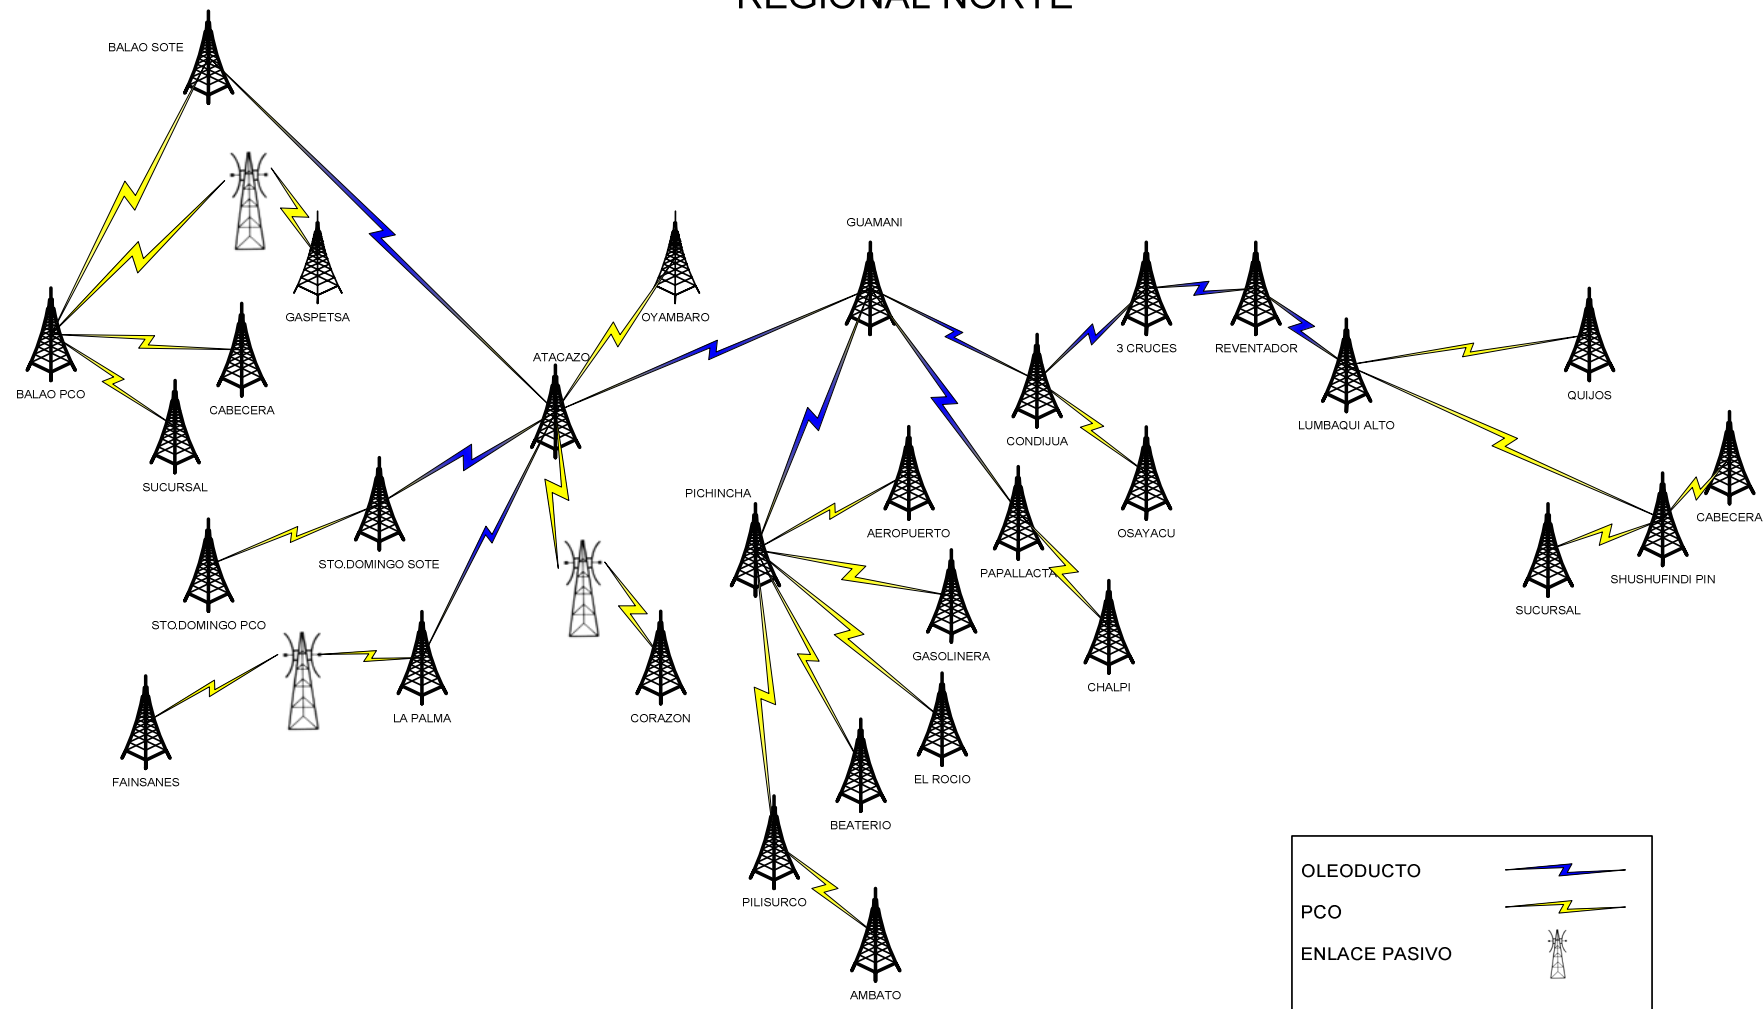 REGIONAL NORTE
BALAO SOTE
GASPETSA
BALAO PCO
CABECERA
SUCURSAL
ATACAZO
OYAMBARO
GUAMANI
3 CRUCES
REVENTADOR
QUIJOS
LUMBAQUI ALTO
CONDIJUA
STO,DOMINGO SOTE
STO,DOMINGO PCO
PICHINCHA
AEROPUERTO
PAPALLACTA
OSAYACU
CABECERA
SHUSHUFINDI PIN
SUCURSAL
FAINSANES
LA PALMA
CORAZON
GASOLINERA
CHALPI
EL ROCIO
BEATERIO
PILISURCO
AMBATO
OLEODUCTO
PCO
ENLACE PASIVO